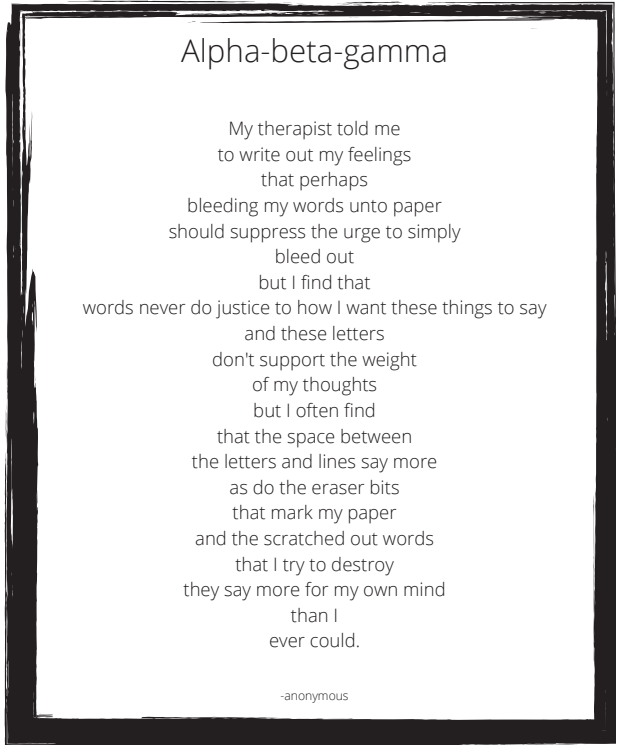 Alpha-beta-gamma
My therapist told me
to write out my feelings
that perhaps
bleeding my words unto paper
should suppress the urge to simply
bleed out
but I find that
words never do justice to how I want these things to say
and these letters
don't support the weight
of my thoughts
but I often find
that the space between
the letters and lines say more
as do the eraser bits
that mark my paper
and the scratched out words
that I try to destroy
they say more for my own mind
than I
ever could.
-anonymous